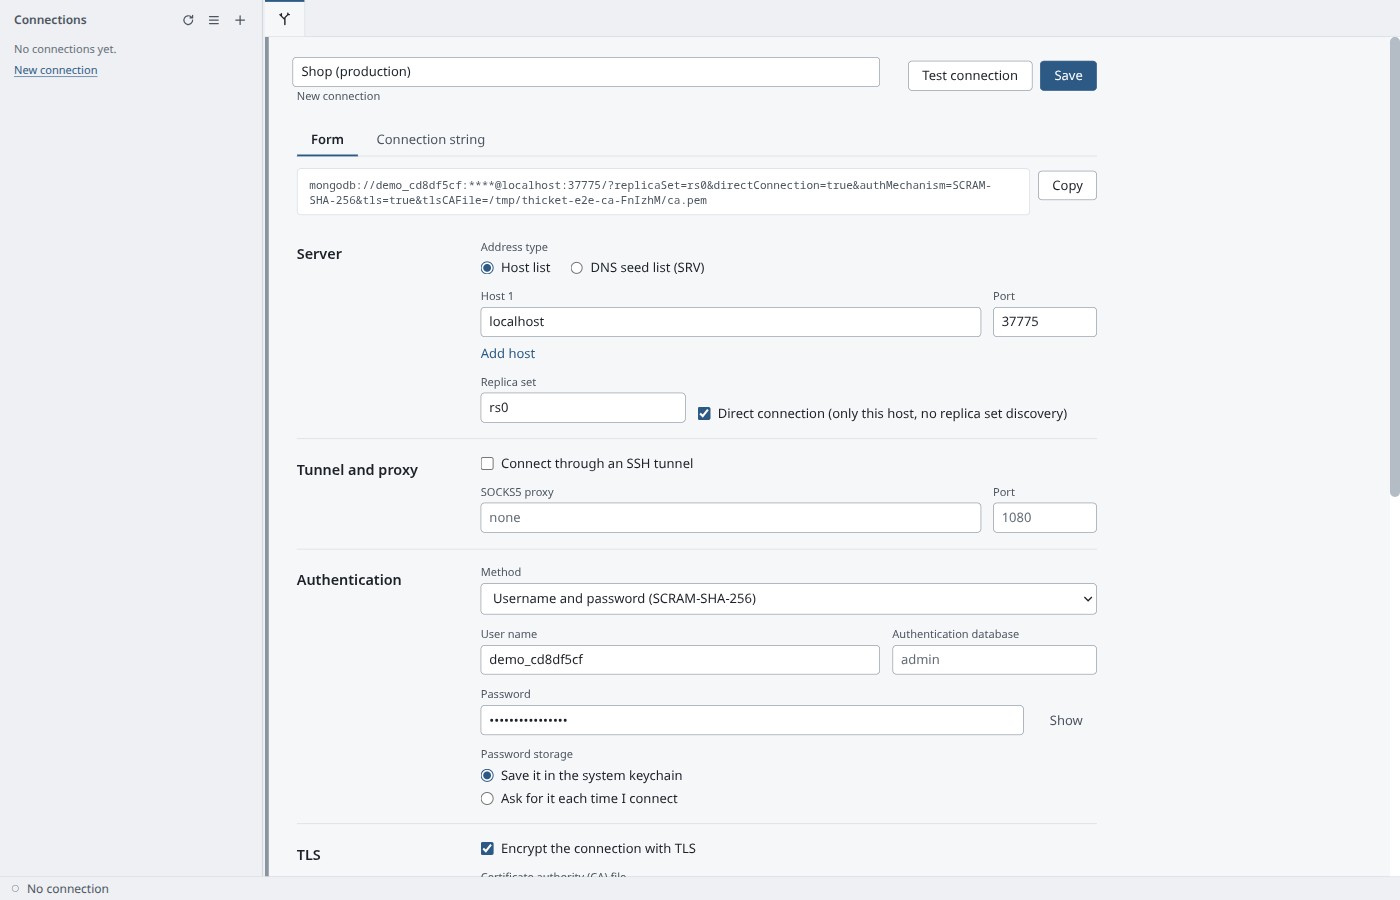 Connections
No connections yet.
New connection
Shop (production)
Test connection
Save
New connection
Form
Connection string
mongodb://demo_cd8df5cf:****@localhost:37775/?replicaSet=rs0&directConnection=true&authMechanism=SCRAM-
SHA-256&tls=true&tlsCAFile=/tmp/thicket-e2e-ca-FnIzhM/ca.pem
Copy
Server
Address type
Host list
DNS seed list (SRV)
Host 1
Port
localhost
37775
Add host
Replica set
rs0
Direct connection (only this host, no replica set discovery)
Tunnel and proxy
Connect through an SSH tunnel
SOCKS5 proxy
Port
none
1080
Authentication
Method
Username and password (SCRAM-SHA-256)
User name
Authentication database
demo_cd8df5cf
admin
Password
••••••••••••••••
Show
Password storage
Save it in the system keychain
Ask for it each time I connect
TLS
Encrypt the connection with TLS
Certificate authority (CA) file
No connection